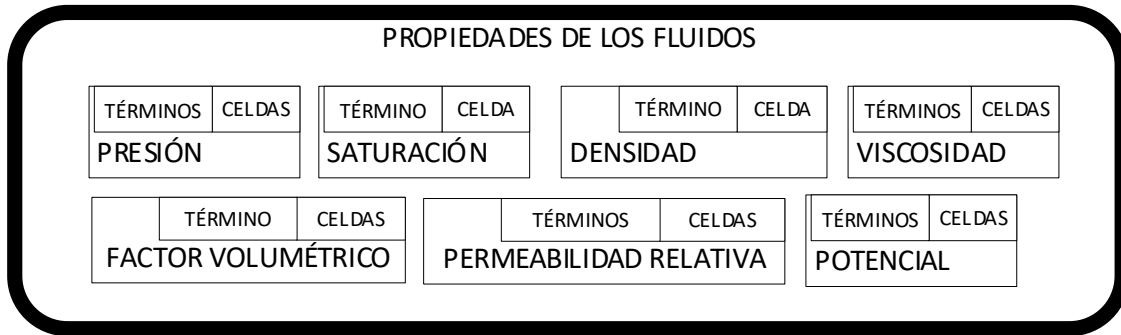 PROPIEDADES DE LOS FLUIDOS
TÉRMINOS CELDAS
PRESIÓN
TÉRMINO CELDA
SATURACIÓN
TÉRMINO CELDA
DENSIDAD
TÉRMINOS CELDAS
VISCOSIDAD
TÉRMINO CELDAS
FACTOR VOLUMÉTRICO
TÉRMINOS CELDAS
PERMEABILIDAD RELATIVA
TÉRMINOS CELDAS
POTENCIAL